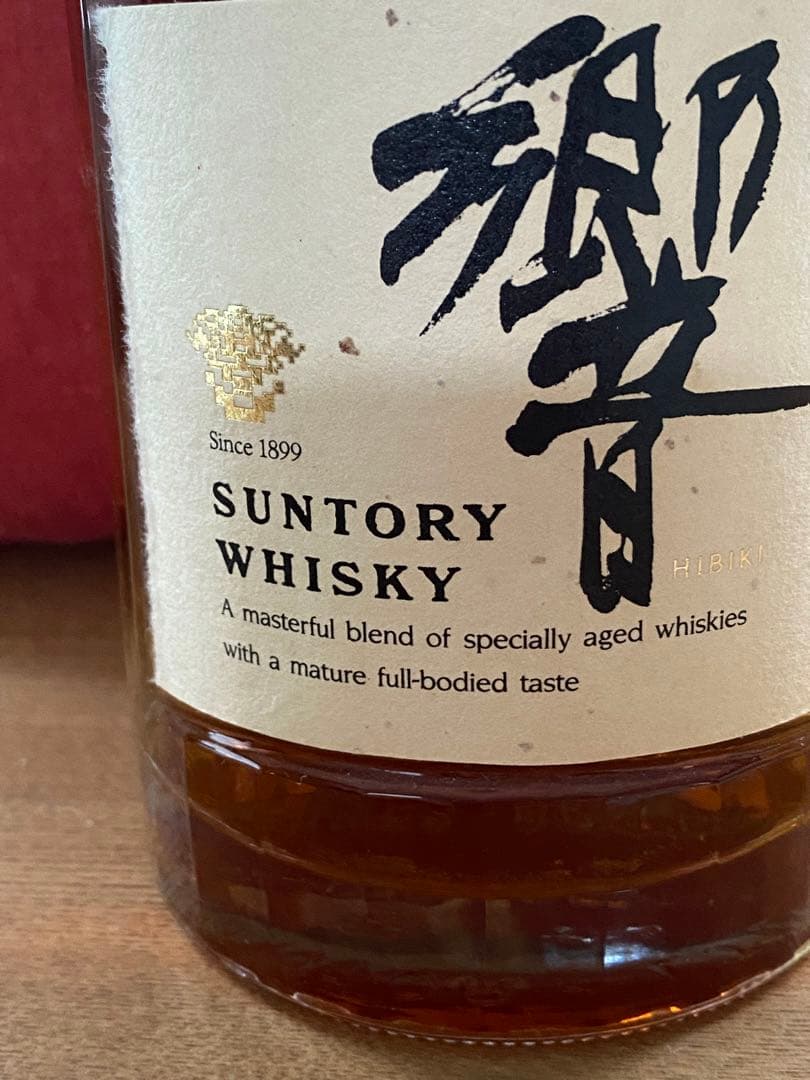 響
Since 1899
SUNTORY
WHISKY
HIBIKI
A masterful blend of specially aged whiskies
with a mature full-bodied taste